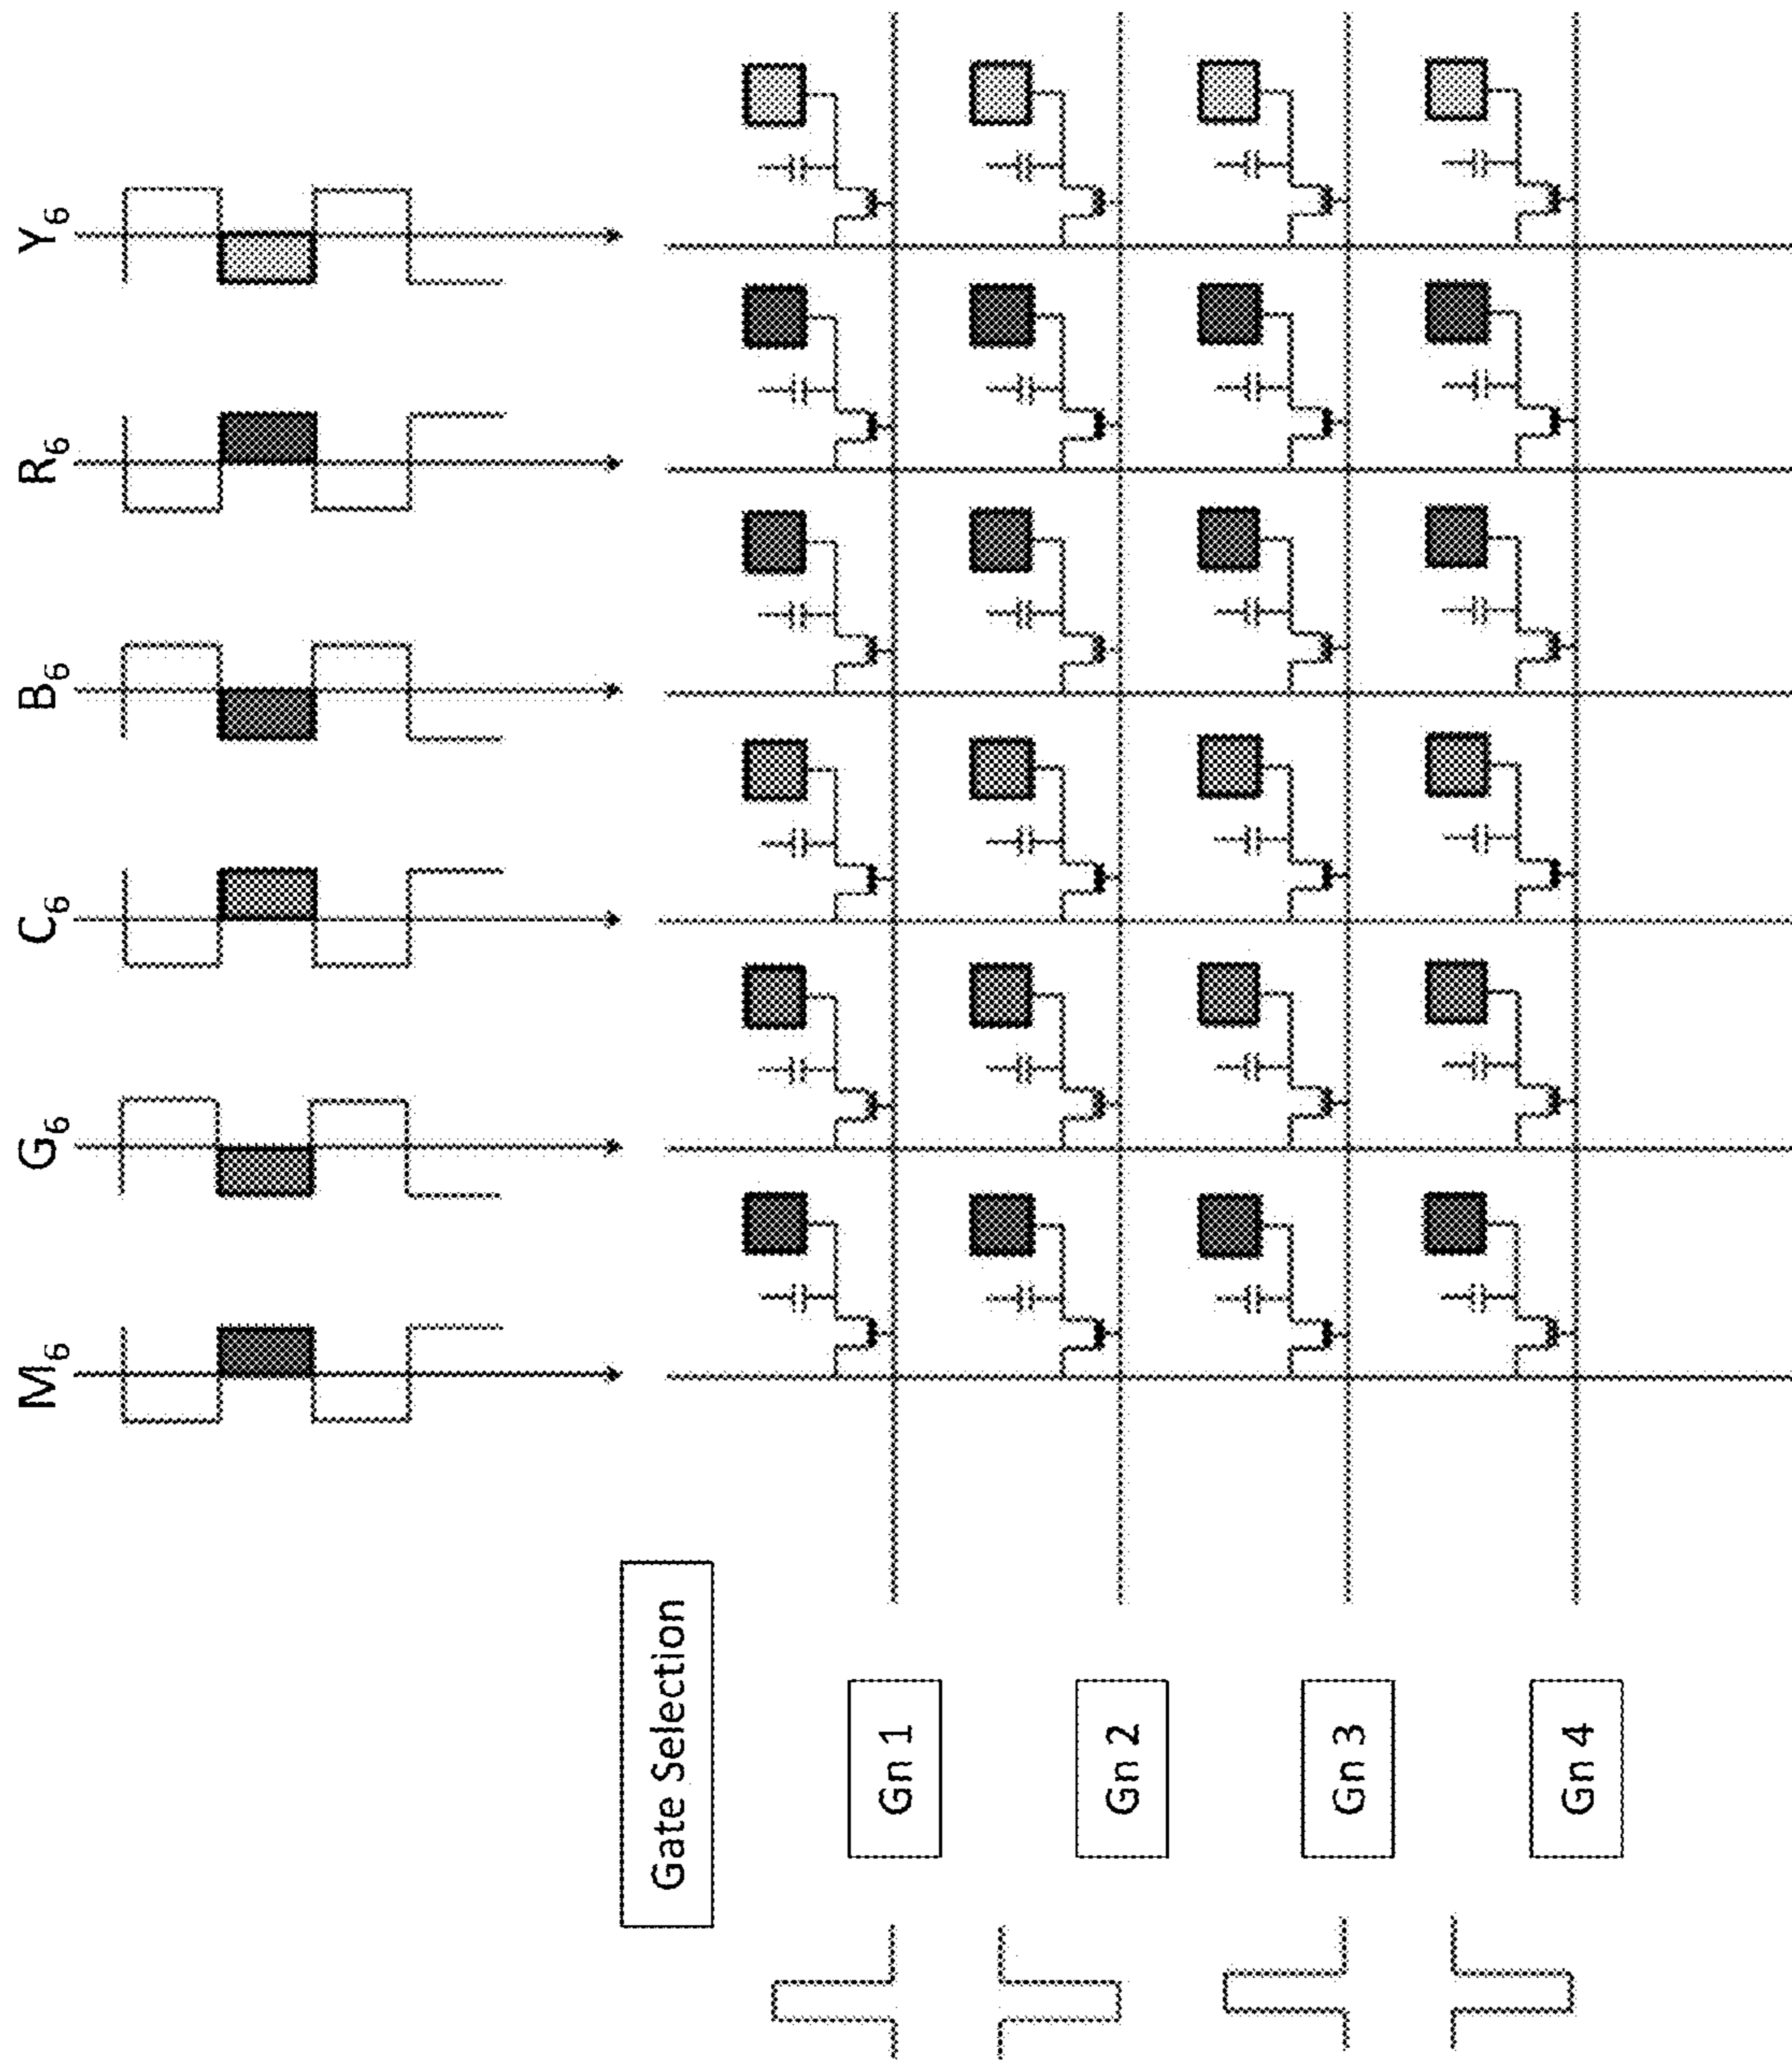 M6 G6 C6 B6 R6 Y6
Gate Selection
Gn 1
Gn 2
Gn 3
Gn 4